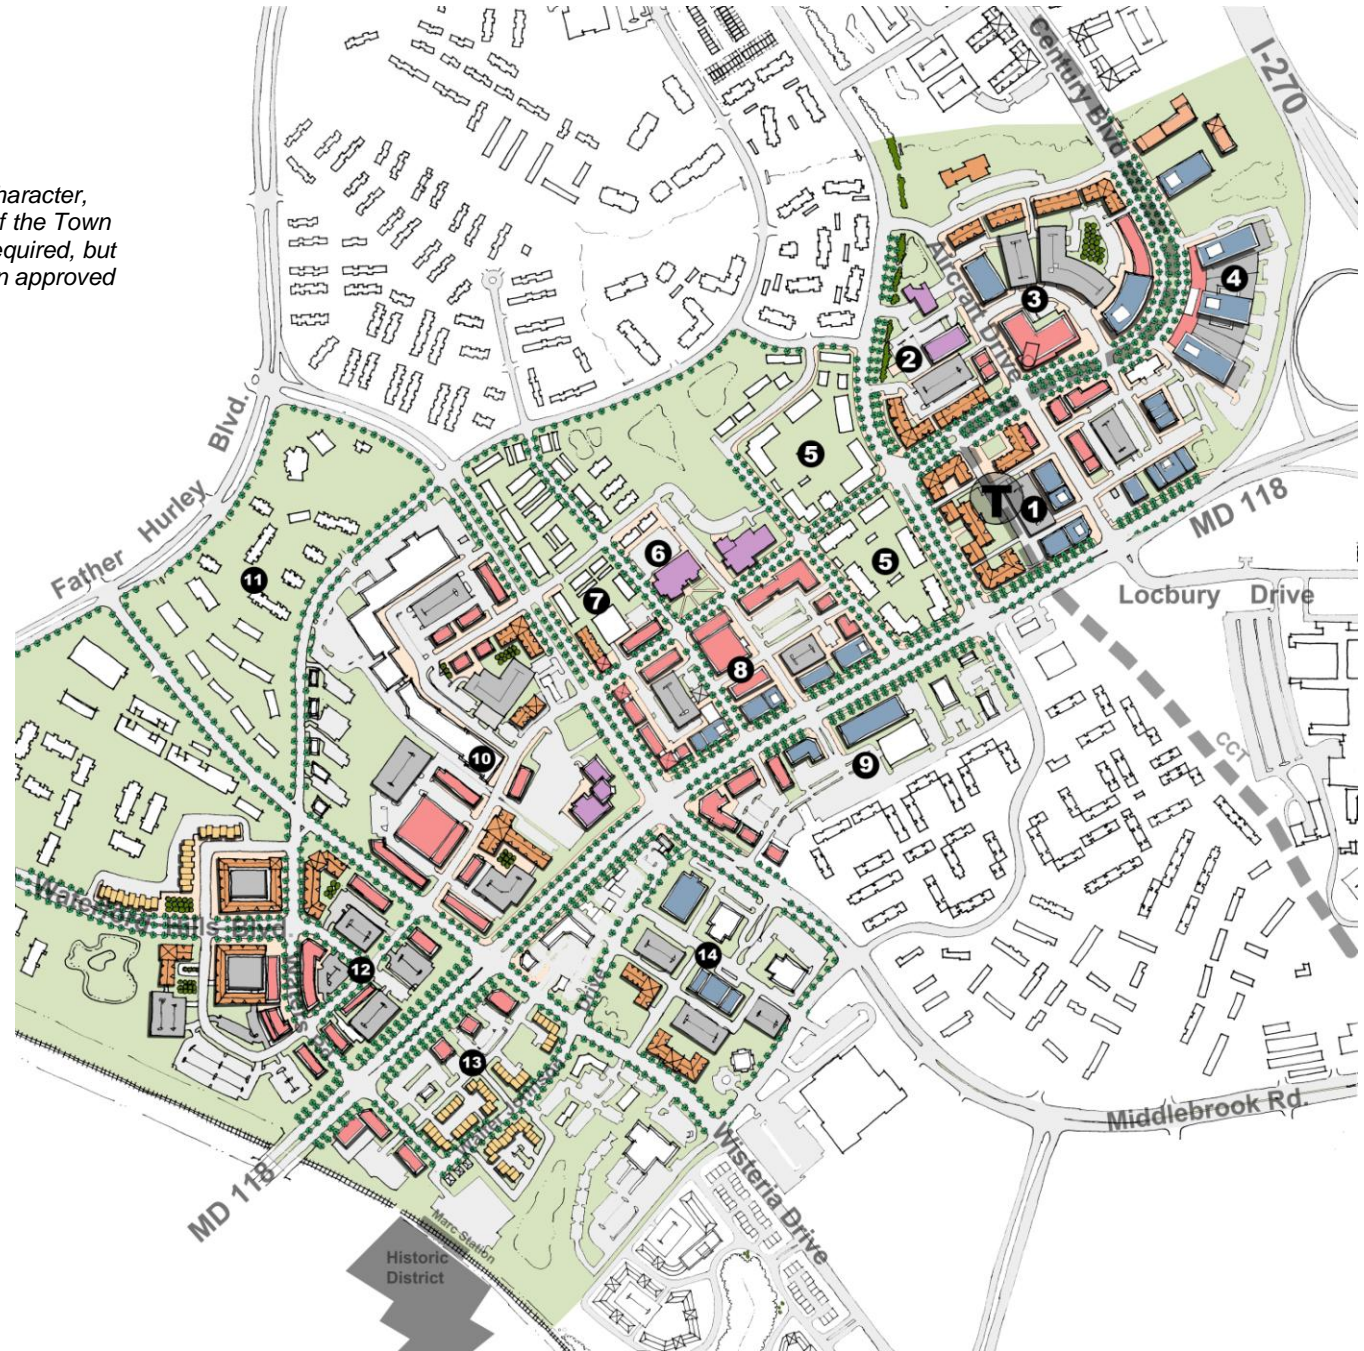 haracter,
f the Town
equired, but
n approved
Century Blvd
I-270
Aircraft Drive
4
3
2
Father Hurley Blvd.
5
T
1
MD 118
6
5
11
7
Locbury Drive
8
CCT
10
9
Waters
Hills Blvd.
14
12
Drive
13
Middlebrook Rd.
Wisteria Drive
MD 118
Marc Station
Historic
District